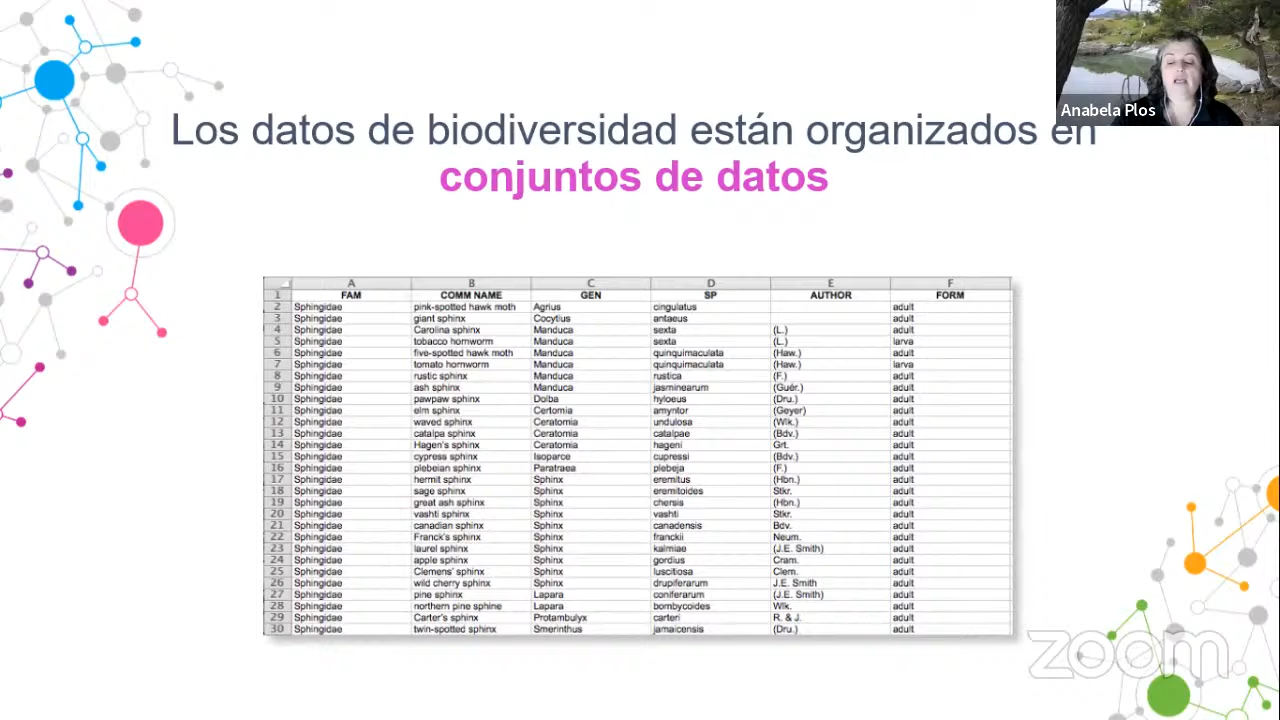 Anabela Plos
Los datos de biodiversidad están organizados en
conjuntos de datos
A B C D E F
1 FAM COMM NAME GEN SP AUTHOR FORM
2 Sphingidae pink-spotted hawk moth Agrius cingulatus adult
3 Sphingidae giant sphinx Cocytius antaeus adult
4 Sphingidae Carolina sphinx Manduca sexta (L.) adult
5 Sphingidae tobacco hornworm Manduca sexta (L.) larva
6 Sphingidae five-spotted hawk moth Manduca quinquimaculata (Haw.) adult
7 Sphingidae tomato hornworm Manduca quinquimaculata (Haw.) larva
8 Sphingidae rustic sphinx Manduca rustica (F.) adult
9 Sphingidae ash sphinx Manduca jasminearum (Guér.) adult
10 Sphingidae pawpaw sphinx Dolba hyloeus (Dru.) adult
11 Sphingidae elm sphinx Certomia amyntor (Geyer) adult
12 Sphingidae waved sphinx Ceratomia undulosa (Wlk.) adult
13 Sphingidae catalpa sphinx Ceratomia catalpae (Bdv.) adult
14 Sphingidae Hagen's sphinx Ceratomia hageni Grt. adult
15 Sphingidae cypress sphinx Isoparce cupressi (Bdv.) adult
16 Sphingidae plebeian sphinx Paratraea plebeja (F.) adult
17 Sphingidae hermit sphinx Sphinx eremitus (Hbn.) adult
18 Sphingidae sage sphinx Sphinx eremitoides Stkr. adult
19 Sphingidae great ash sphinx Sphinx chersis (Hbn.) adult
20 Sphingidae vashti sphinx Sphinx vashti Stkr. adult
21 Sphingidae canadian sphinx Sphinx canadensis Bdv. adult
22 Sphingidae Franck's sphinx Sphinx franckii Neum. adult
23 Sphingidae laurel sphinx Sphinx kalmiae (J.E. Smith) adult
24 Sphingidae apple sphinx Sphinx gordius Cram. adult
25 Sphingidae Clemens' sphinx Sphinx luscitiosa Clem. adult
26 Sphingidae wild cherry sphinx Sphinx drupiferarum J.E. Smith adult
27 Sphingidae pine sphinx Lapara coniferarum (J.E. Smith) adult
28 Sphingidae northern pine sphine Lapara bombycoides Wlk. adult
29 Sphingidae Carter's sphinx Protambulyx carteri R. & J. adult
30 Sphingidae twin-spotted sphinx Smerinthus jamaicensis (Dru.) adult
zoom